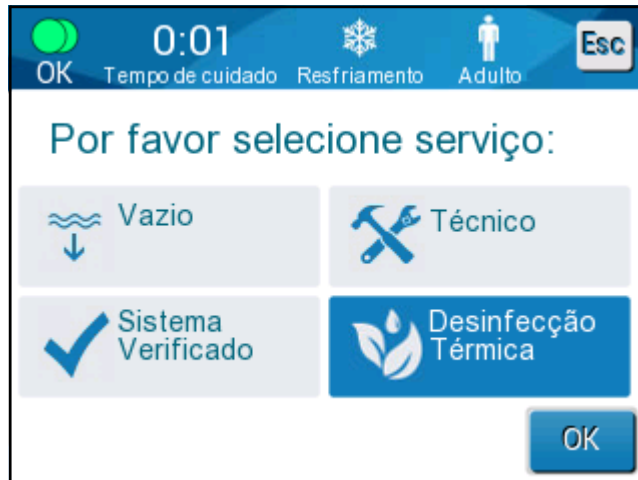 0:01
Esc
OK Tempo de cuidado Resfriamento Adulto
Por favor selecione serviço:
Vazio
Técnico
Sistema
Verificado
Desinfecção
Térmica
OK